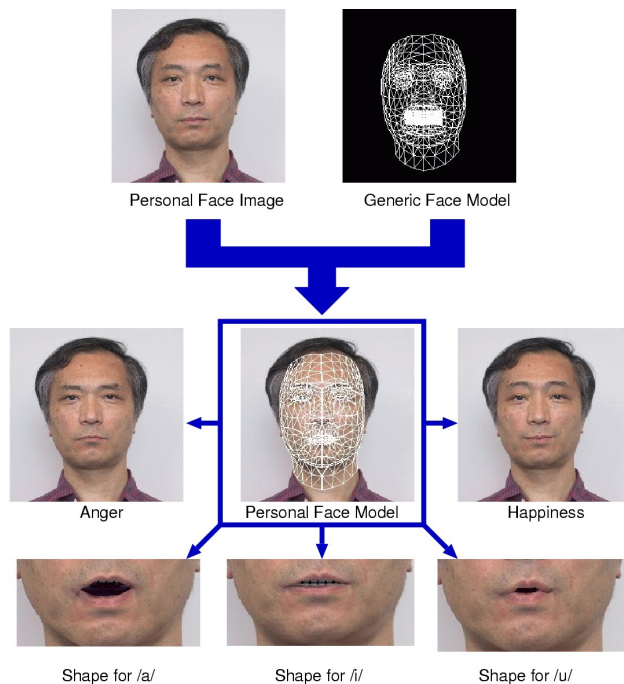 Personal Face Image
Generic Face Model
Anger
Personal Face Model
Happiness
Shape for /a/
Shape for /i/
Shape for /u/